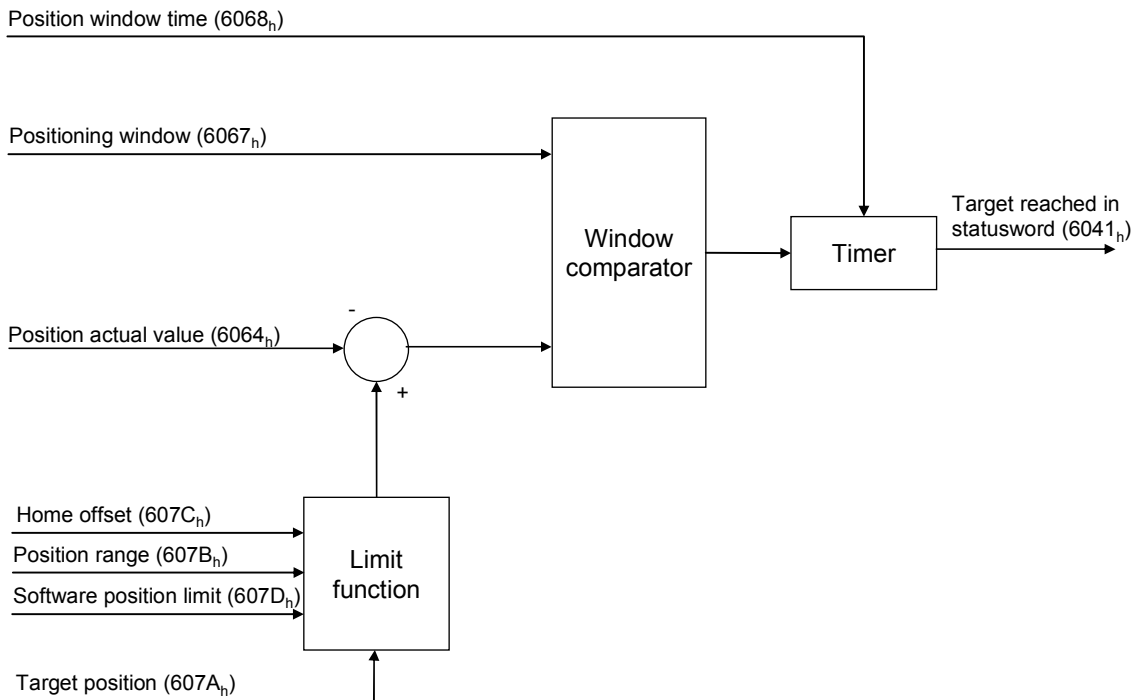 Position window time (6068h)
Positioning window (6067h)
Window
comparator
Timer
Target reached in
statusword (6041h)
-
Position actual value (6064h)
+
Home offset (607Ch)
Position range (607Bh)
Software position limit (607Dh)
Limit
function
Target position (607Ah)